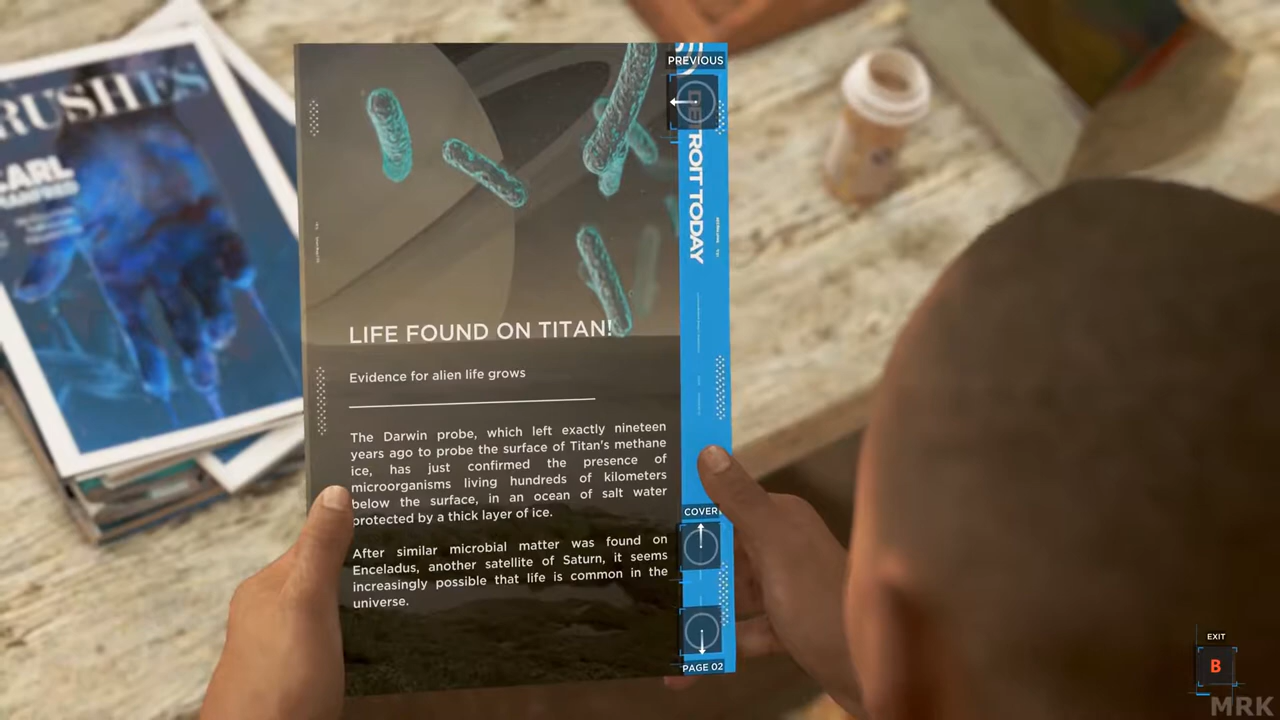 RUSHES
CARL
MANFRED
PREVIOUS
DETROIT TODAY
LIFE FOUND ON TITAN!
Evidence for alien life grows
The Darwin probe, which left exactly nineteen
years ago to probe the surface of Titan's methane
ice, has just confirmed the presence of
microorganisms living hundreds of kilometers
below the surface, in an ocean of salt water
protected by a thick layer of ice.
After similar microbial matter was found on
Enceladus, another satellite of Saturn, it seems
increasingly possible that life is common in the
universe.
COVER
PAGE 02
EXIT
B
MRK